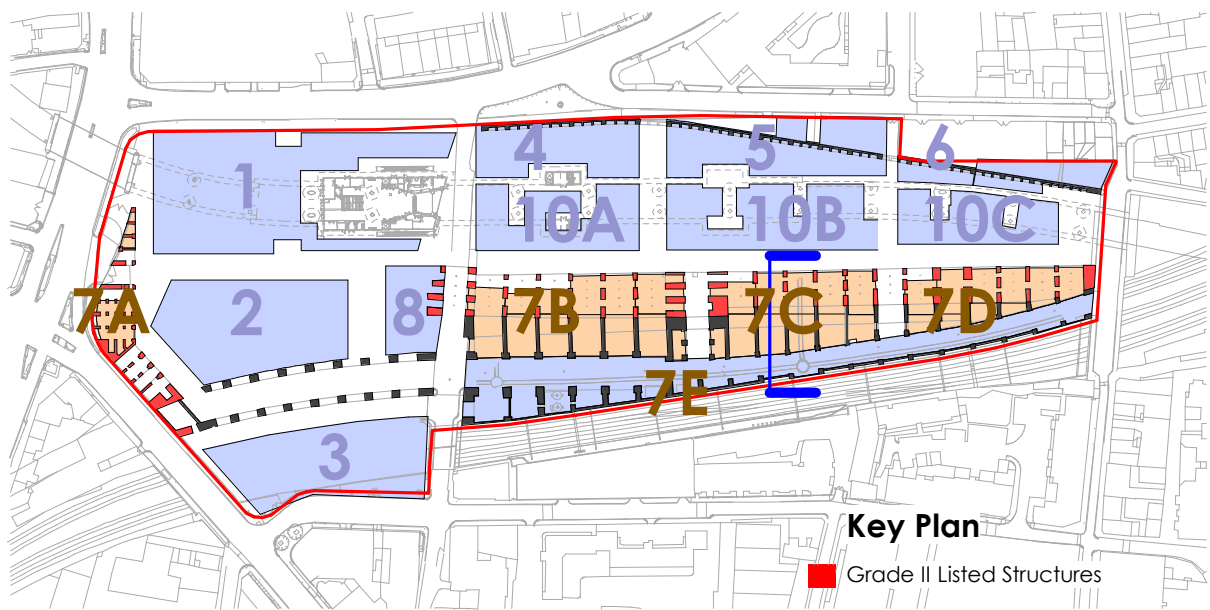 4
5
6
1
10A
10B
10C
7A
2
8
7B
7C
7D
7E
3
Key Plan
Grade II Listed Structures